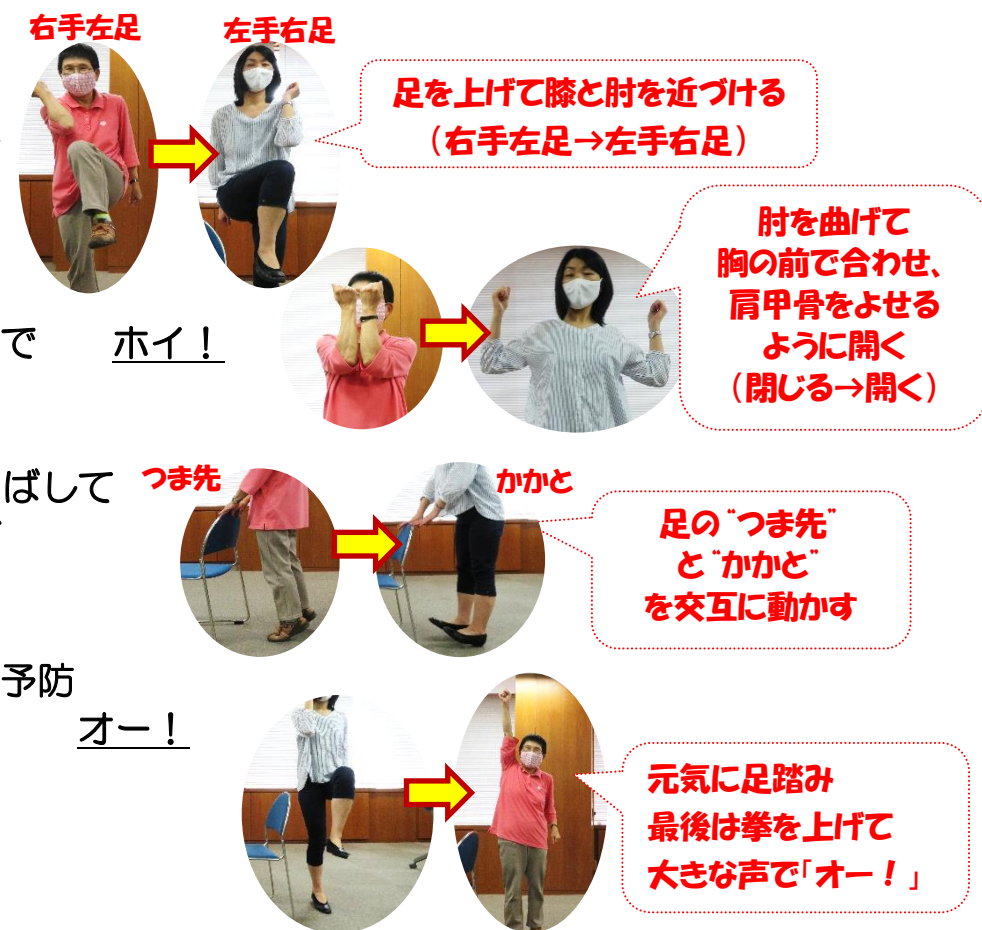 右手左足
左手右足
足を上げて膝と肘を近づける
(右手左足→左手右足)
肘を曲げて
胸の前で合わせ、
肩甲骨をよせる
ように開く
(閉じる→開く)
で ホイ！
ばして
つま先
かかと
足の“つま先”
と“かかと”
を交互に動かす
予防
オー！
元気に足踏み
最後は拳を上げて
大きな声で「オー！」